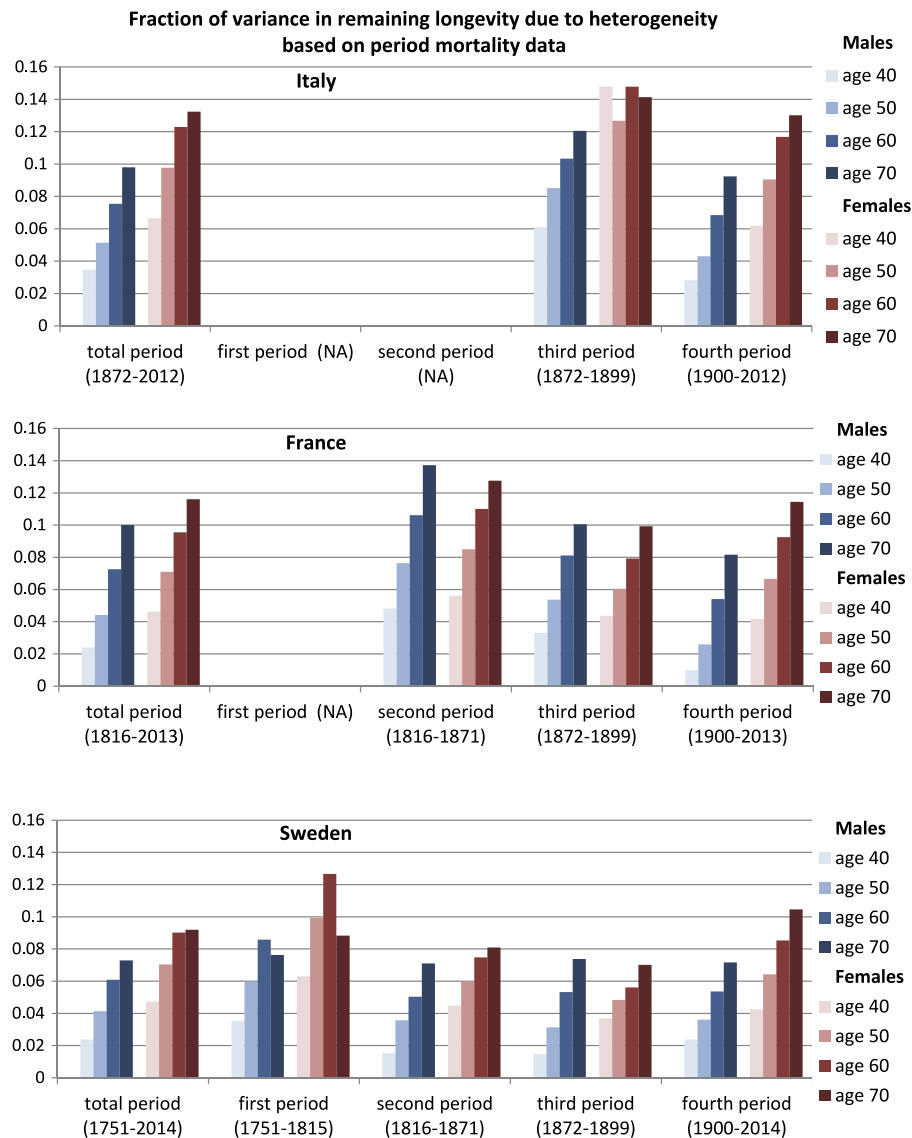 Fraction of variance in remaining longevity due to heterogeneity
based on period mortality data
Italy
0.16
0.14
0.12
0.1
0.08
0.06
0.04
0.02
0
total period
(1872-2012)
first period (NA)
second period
(NA)
third period
(1872-1899)
fourth period
(1900-2012)
Males
age 40
age 50
age 60
age 70
Females
age 40
age 50
age 60
age 70
France
0.16
0.14
0.12
0.1
0.08
0.06
0.04
0.02
0
total period
(1816-2013)
first period (NA)
second period
(1816-1871)
third period
(1872-1899)
fourth period
(1900-2013)
Males
age 40
age 50
age 60
age 70
Females
age 40
age 50
age 60
age 70
Sweden
0.16
0.14
0.12
0.1
0.08
0.06
0.04
0.02
0
total period
(1751-2014)
first period
(1751-1815)
second period
(1816-1871)
third period
(1872-1899)
fourth period
(1900-2014)
Males
age 40
age 50
age 60
age 70
Females
age 40
age 50
age 60
age 70